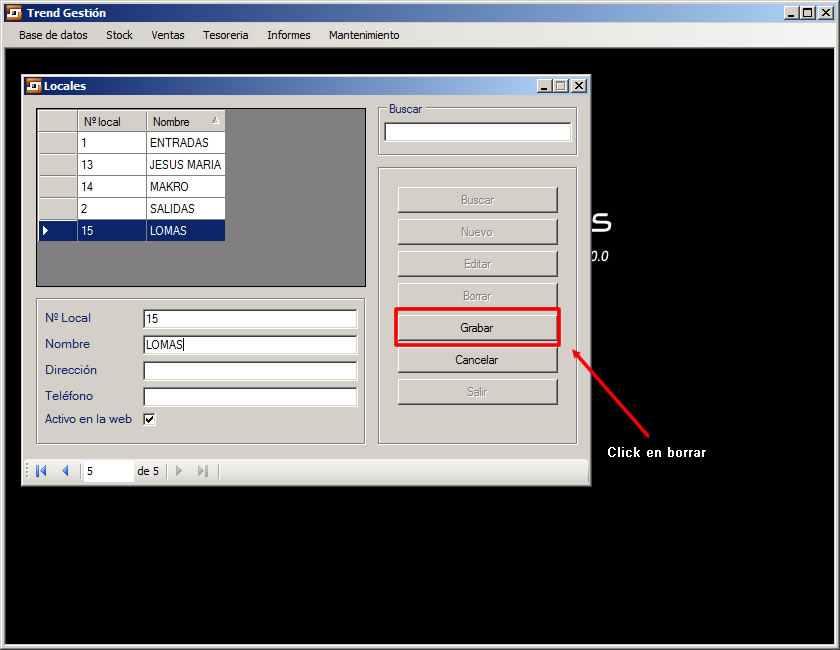 Trend Gestión
Base de datos Stock Ventas Tesoreria Informes Mantenimiento
Locales
Nº local Nombre
1 ENTRADAS
13 JESUS MARIA
14 MAKRO
2 SALIDAS
15 LOMAS
Buscar
Buscar
Nuevo
Editar
Borrar
Grabar
Cancelar
Salir
Nº Local 15
Nombre LOMAS
Dirección
Teléfono
Activo en la web
5 de 5
S
0.0
Click en borrar